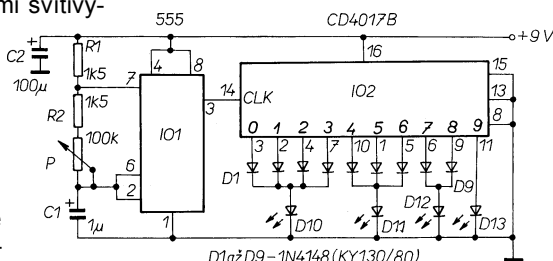 mi svítivý-
555
CD4017B
+9 V
C2
100µ
R1
1k5
R2
1k5
100k
P
C1
1µ
4
8
7
6
2
3
1
IO1
14
CLK
IO2
16
15
13
8
0 1 2 3 4 5 6 7 8 9
3 2 4 7 10 1 5 6 9 11
D1
D9
D10
D11
D12
D13
D1až D9-1N4148(KY130/80)